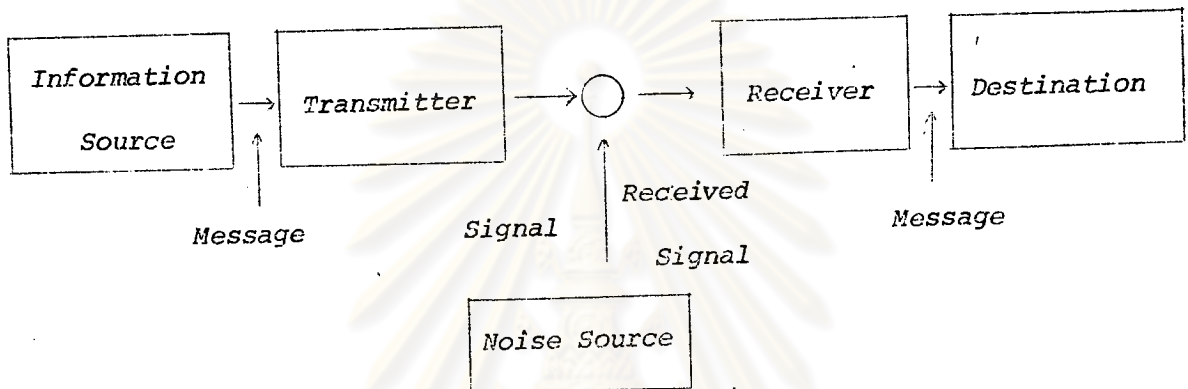 Information
Source
Transmitter
Receiver
Destination
Message
Signal
Received
Signal
Message
Noise Source